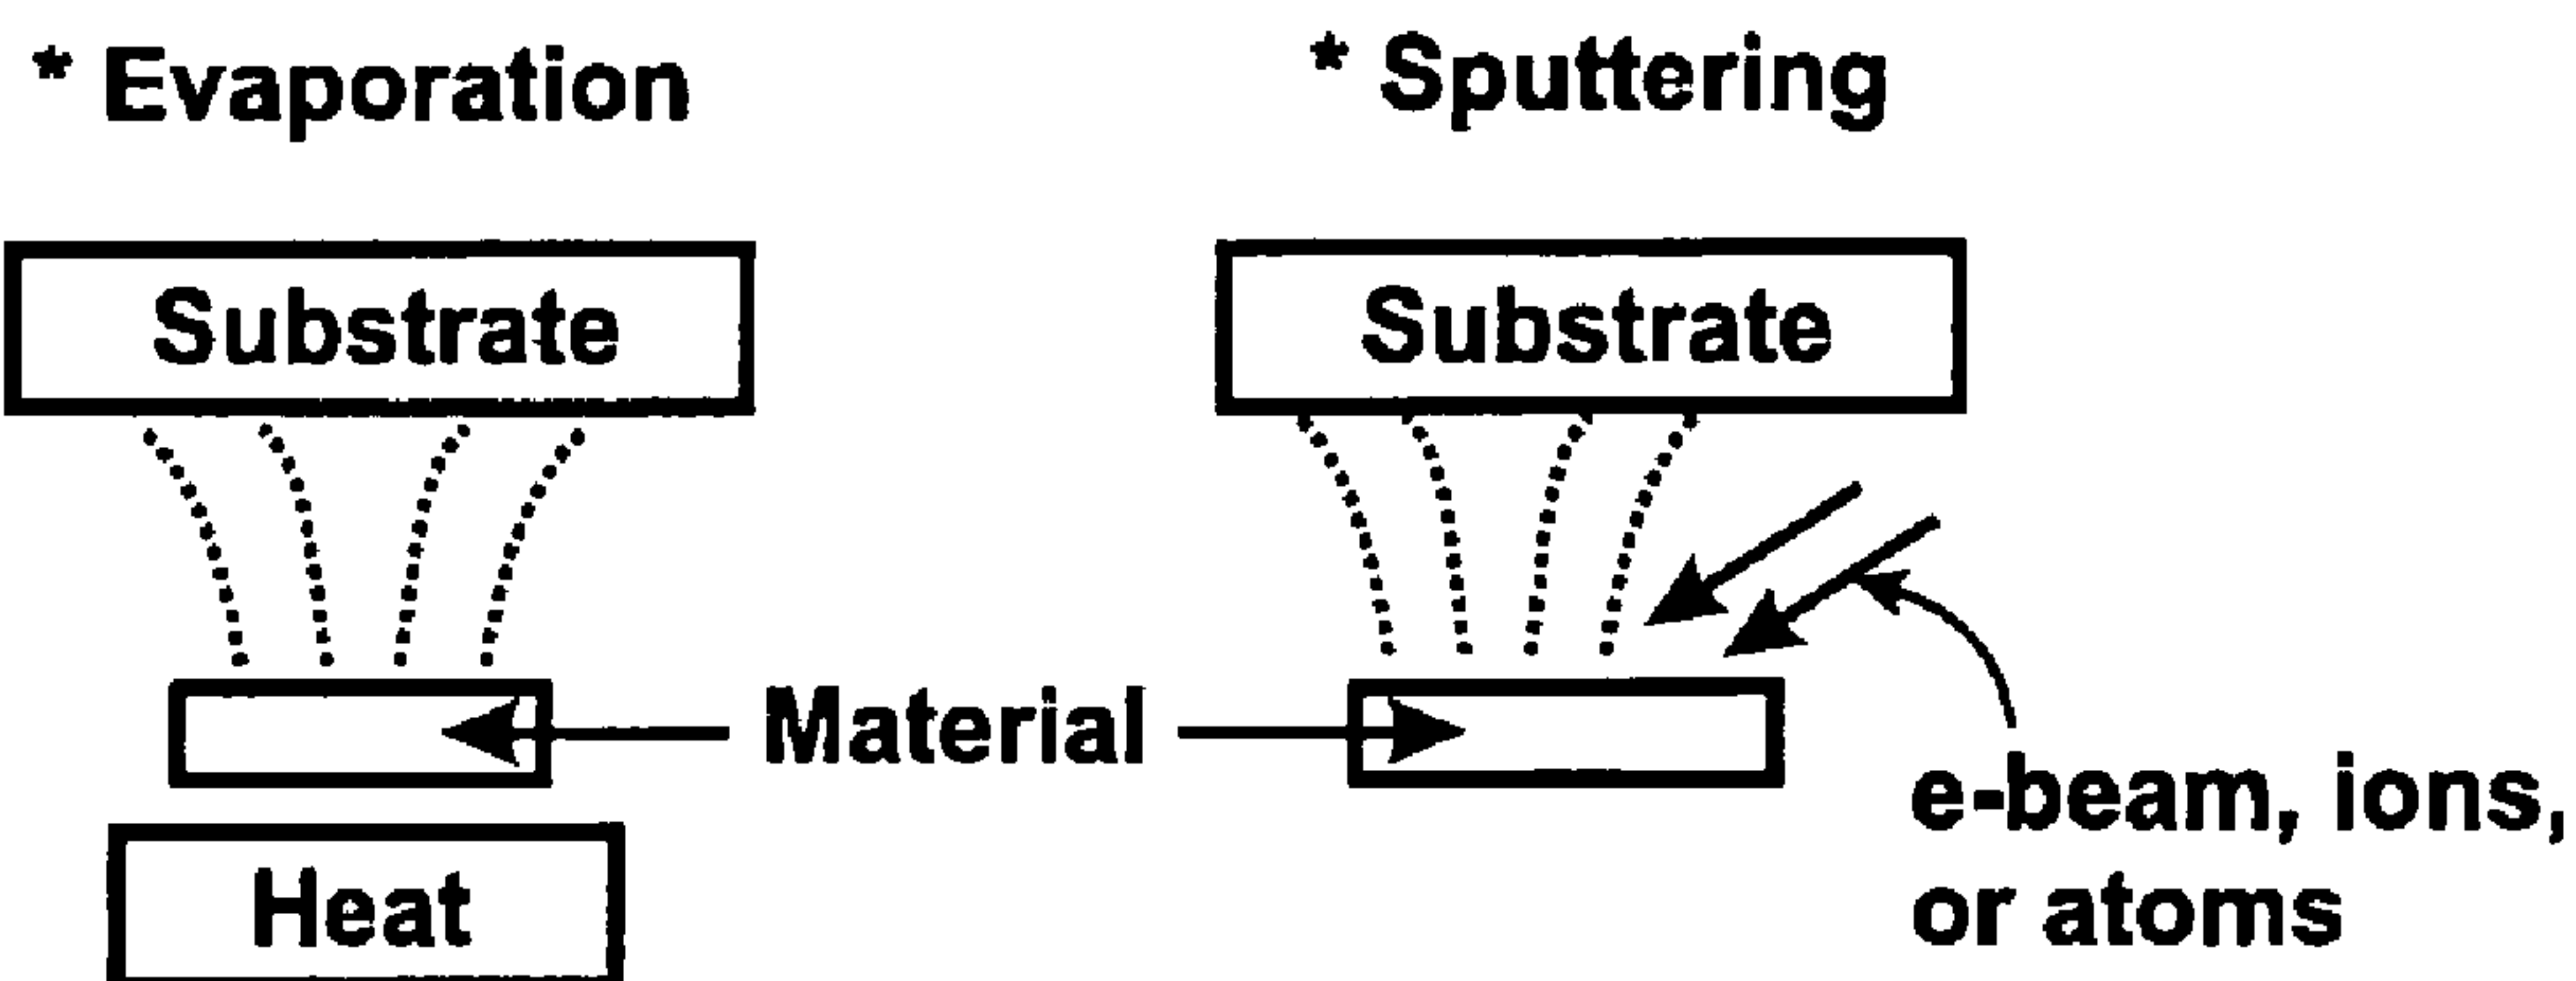 * Evaporation
* Sputtering
Substrate
Substrate
Material
Heat
e-beam, ions,
or atoms